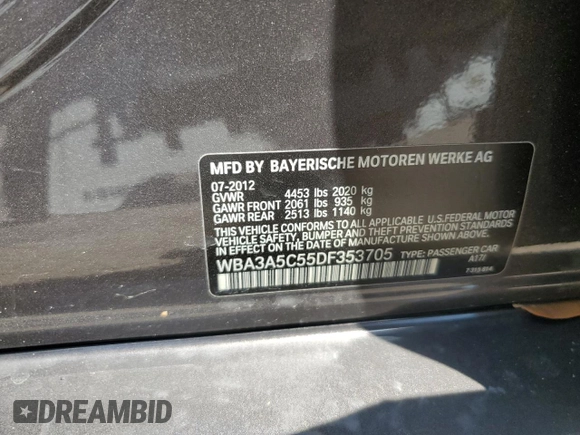 MFD BY BAYERISCHE MOTOREN WERKE AG
07-2012
GVWR 4453 lbs 2020 kg
GAWR FRONT 2061 lbs 935 kg
GAWR REAR 2513 lbs 1140 kg
THIS VEHICLE CONFORMS TO ALL APPLICABLE U.S.FEDERAL MOTOR
VEHICLE SAFETY, BUMPER, AND THEFT PREVENTION STANDARDS
IN EFFECT ON THE DATE OF MANUFACTURE SHOWN ABOVE.
WBA3A5C55DF353705 TYPE: PASSENGER CAR
DREAMBID